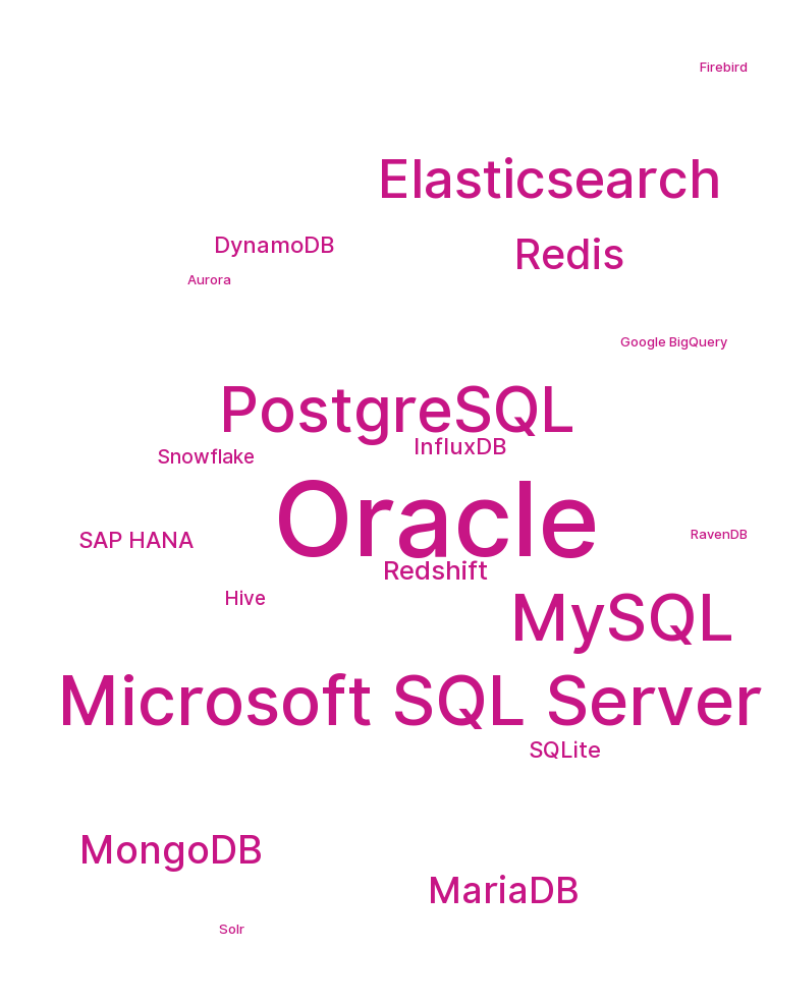 Firebird
Elasticsearch
DynamoDB
Redis
Aurora
Google BigQuery
PostgreSQL
InfluxDB
Snowflake
Oracle
RavenDB
SAP HANA
Redshift
Hive
MySQL
Microsoft SQL Server
SQLite
MongoDB
MariaDB
Solr